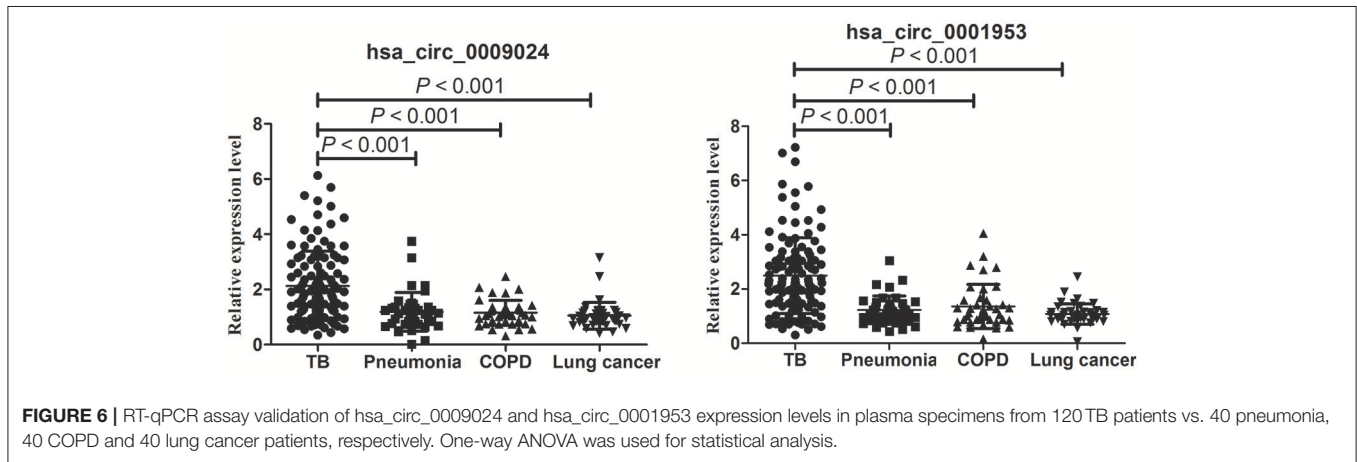 hsa_circ_0009024
P < 0.001
P < 0.001
P < 0.001
Relative expression level
8
6
4
2
0
TB
Pneumonia
COPD
Lung cancer
hsa_circ_0001953
P < 0.001
P < 0.001
P < 0.001
Relative expression level
8
6
4
2
0
TB
Pneumonia
COPD
Lung cancer
FIGURE 6 | RT-qPCR assay validation of hsa_circ_0009024 and hsa_circ_0001953 expression levels in plasma specimens from 120 TB patients vs. 40 pneumonia,
40 COPD and 40 lung cancer patients, respectively. One-way ANOVA was used for statistical analysis.